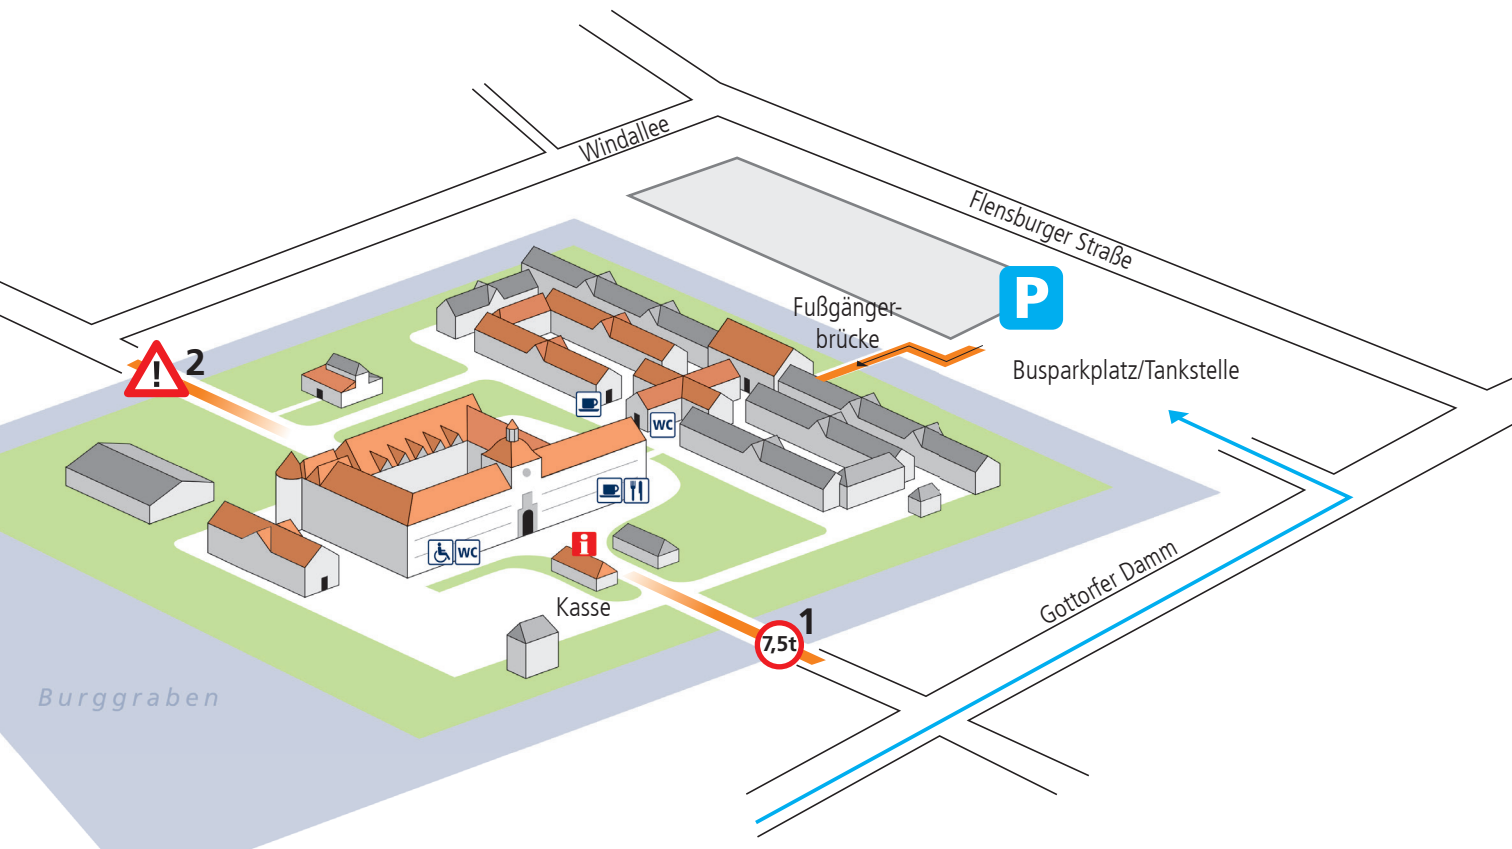 Windallee
Flensburger Straße
P
Fußgänger-
brücke
Busparkplatz/Tankstelle
! 2
WC
WC
i
Kasse
Gottorfer Damm
1
7,5t
Burggraben